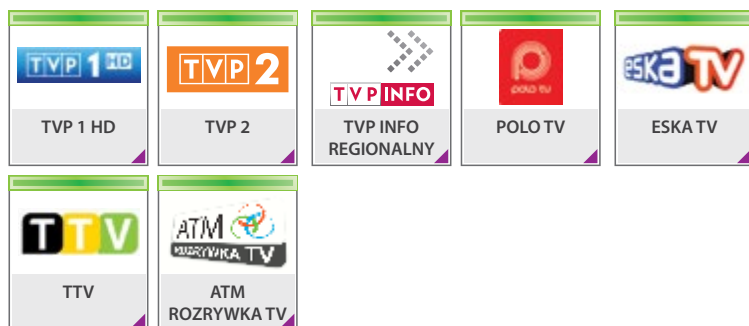 TVP 1 HD
TVP 2
TVP INFO
polo tv
eska TV
TVP 1 HD
TVP 2
TVP INFO
REGIONALNY
POLO TV
ESKA TV
TTV
ATM
ROZRYWKA TV
TTV
ATM
ROZRYWKA TV